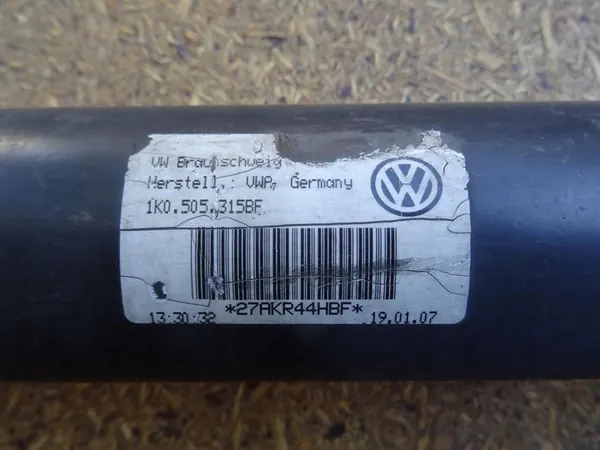 VW Braunschweig
Herstell.: VWP, Germany
1K0.505.315BF
*27AKR44HBF*
13:30:32 19.01.07